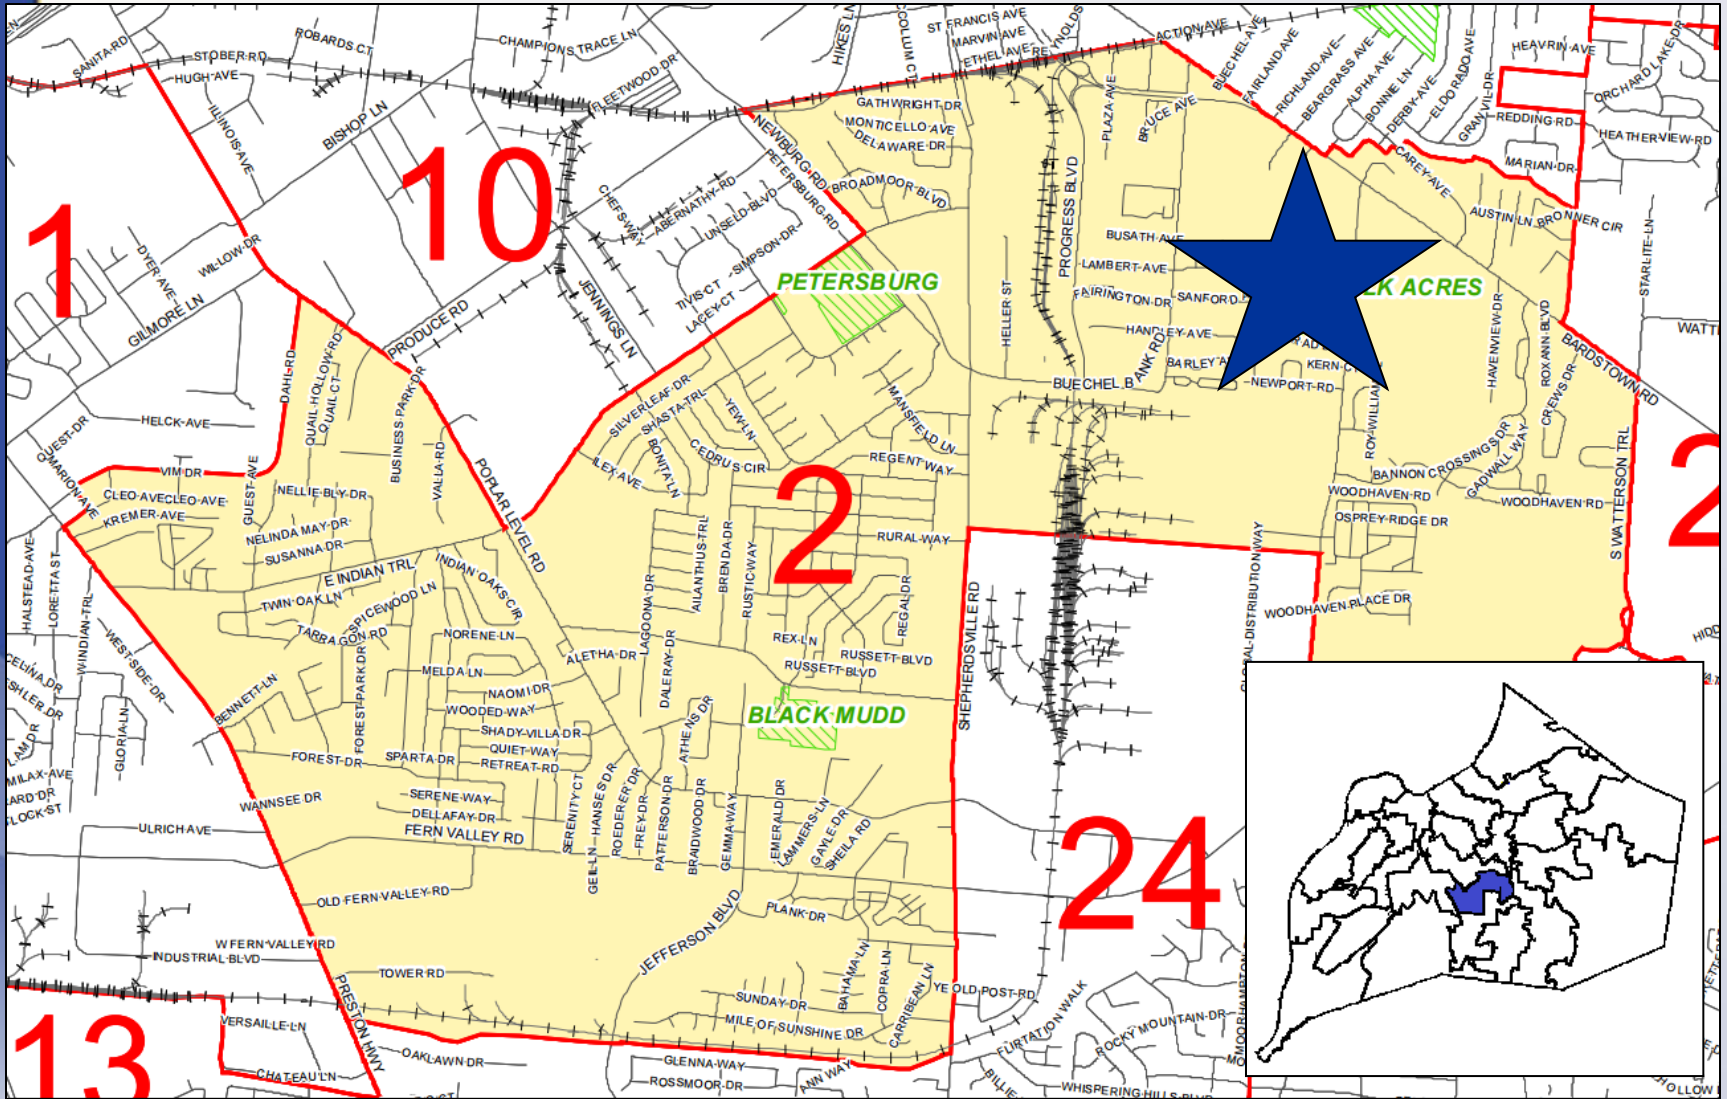 SANITA RD
STOBER RD
ROBARDS CT
CHAMPIONS TRACE LN
HIKES LN
ST FRANCIS AVE
MARVIN AVE
ETHEL AVE
ACTION AVE
BUECHEL AVE
FAIRLAND AVE
RICHLAND AVE
BEARGRASS AVE
ALPHA AVE
BONNIE LN
DERBY AVE
ELDORADO AVE
GRANVIL DR
HEAVRIN AVE
ORCHARD LAKE DR
HUGH AVE
FLEETWOOD DR
ILLINOIS AVE
BISHOP LN
GATHWRIGHT DR
MONTICELLO AVE
DELAWARE DR
PLAZA AVE
BRUCE AVE
REDDING RD
HEATHERVIEW RD
MARIAN DR
CAREY AVE
NEWBURG RD
PETERSBURG RD
BROADMOOR BLVD
PROGRESS BLVD
AUSTIN LN
BRONNER CIR
STARLITE LN
1
10
CHEFS WAY
ABERNATHY RD
UNSELD BLVD
SIMPSON DR
TIVIS CT
LACEY CT
DYER AVE
WILLOW DR
GILMORE LN
PRODUCE RD
JENNINGS LN
PETERSBURG
BUSATH AVE
LAMBERT AVE
FAIRINGTON DR
SANFORD
LK ACRES
HANDLEY AVE
HELLER ST
BARLEY A
KERN C
BUECHEL BANK RD
NEWPORT RD
HAVENVIEW DR
ROXANN BLVD
CREWS DR
BARDSTOWN RD
WATT
DAHL RD
QUAIL HOLLOW RD
QUAIL CT
BUSINESS PARK DR
HELCK AVE
QUEST DR
OMARION AVE
VIM DR
CLEO AVE
CLEO AVE
KREMER AVE
GUEST AVE
NELLIE BLY DR
VALLA RD
POPLAR LEVEL RD
SILVERLEAF DR
SHASTA TRL
YEW LN
MANSFIELD LN
BONITA LN
CEDRUS CIR
ILEX AVE
REGENT WAY
2
ROY WILLIAM
BANNON CROSSINGS DR
GADWALL WAY
WOODHAVEN RD
WOODHAVEN RD
OSPREY RIDGE DR
S WATTERSON TRL
2
NELINDA MAY DR
SUSANNA DR
E INDIAN TRL
INDIAN OAKS CIR
TWIN OAK LN
SPICEWOOD LN
TARRAGON RD
NORENE LN
AILANTHUS TRL
BRENDA DR
RUSTIC WAY
RURAL WAY
REGAL DR
LAGOONA DR
DALERAY DR
ALETHA DR
REX LN
RUSSETT BLVD
RUSSETT BLVD
SHEPHERDSVILLE RD
WOODHAVEN PLACE DR
HALSTEAD AVE
LORETTA ST
W INDIAN TRL
WEST SIDE DR
GLORIA LN
BENNETT LN
FOREST PARK DR
MELDA LN
NAOMI DR
WOODED WAY
SHADY VILLA DR
QUIET WAY
RETREAT RD
ATHENS DR
BLACK MUDD
FOREST DR
SPARTA DR
SERENE WAY
DELLAFAY DR
FERN VALLEY RD
WANNSEE DR
ULRICH AVE
SERENITY CT
GEIL LN
HANSES DR
ROEDERER DR
FREY DR
PATTERSON DR
BRAIDWOOD DR
GEMMA WAY
EMERALD DR
LAMMERS LN
GAYLE DR
SHEILA RD
24
OLD FERN VALLEY RD
JEFFERSON BLVD
PLANK DR
W FERN VALLEY RD
INDUSTRIAL BLVD
TOWER RD
PRESTON HWY
SUNDAY DR
MILE OF SUNSHINE DR
BAHAMA LN
COPRA LN
CARRIBEAN LN
YE OLD POST RD
FLIRTATION WALK
ROCKY MOUNTAIN DR
13
VERSAILLE LN
CHATEAU LN
OAKLAWN DR
GLENNA WAY
ROSSMOOR DR
ANN WAY
WHISPERING HILLS BLVD